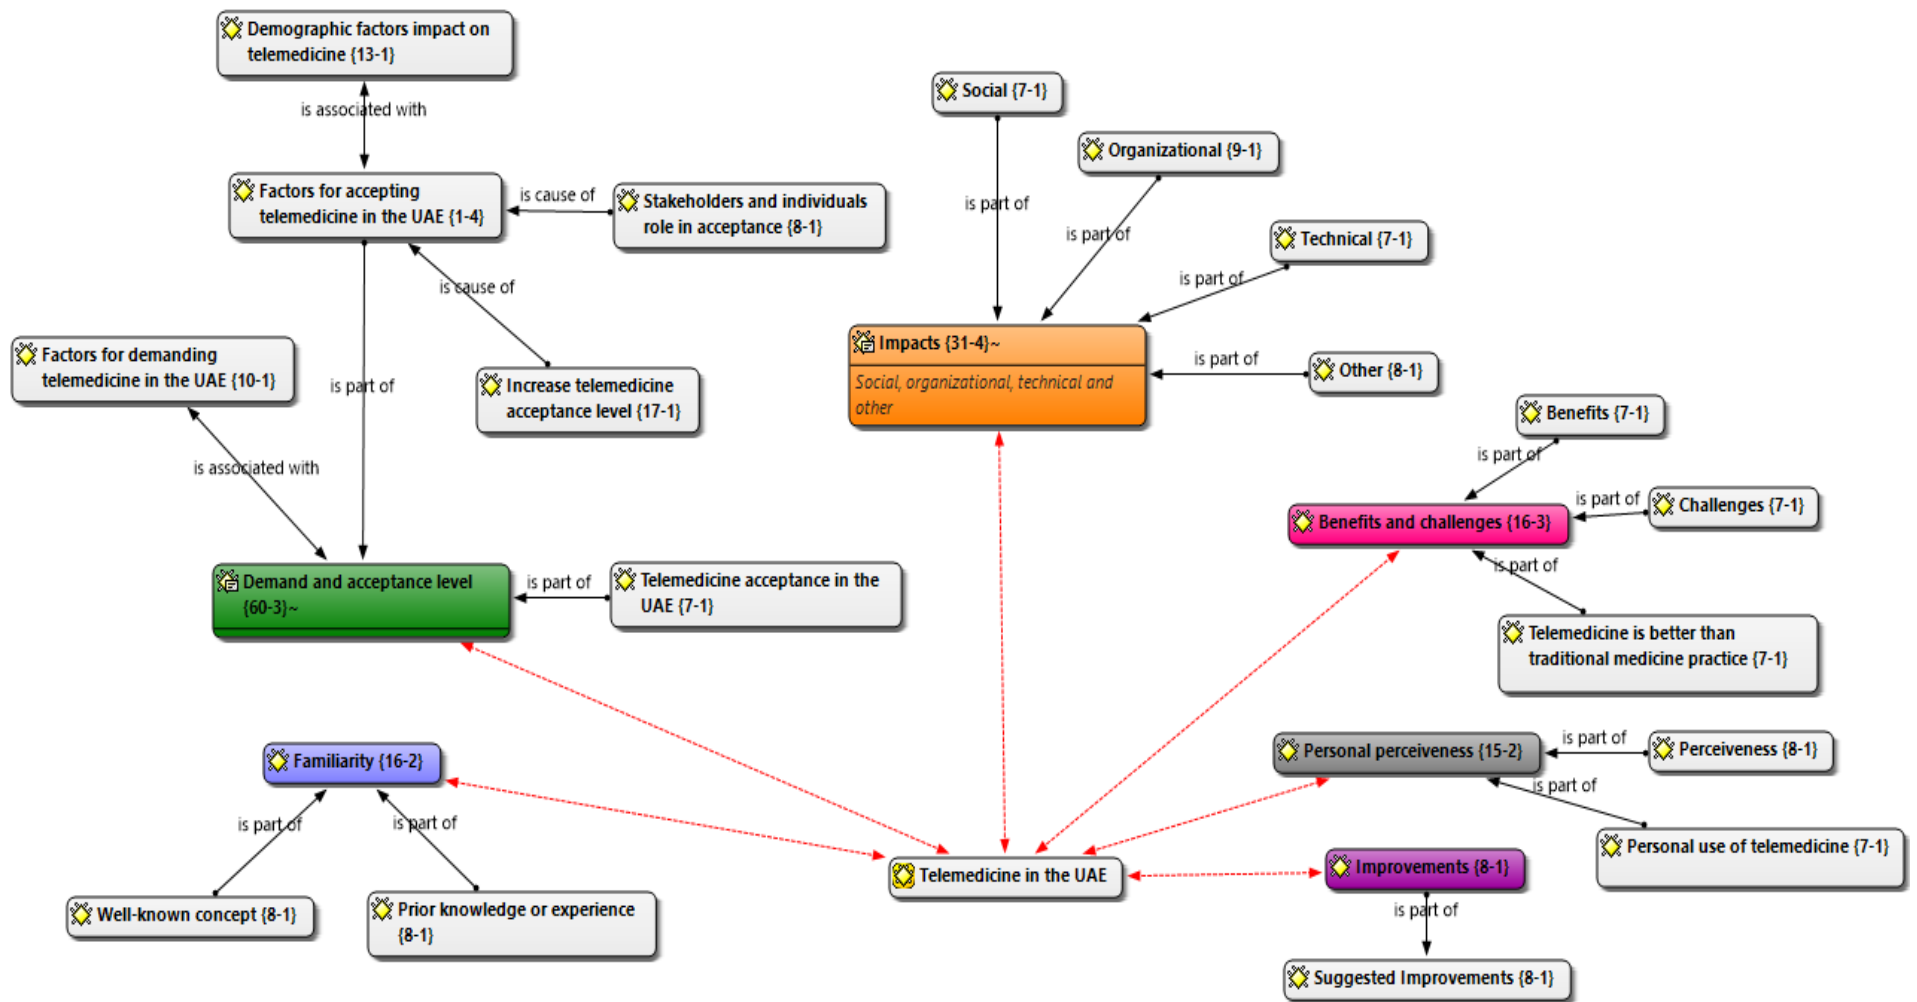 Demographic factors impact on
telemedicine {13-1}
is associated with
Factors for accepting
telemedicine in the UAE {1-4}
is cause of
Stakeholders and individuals
role in acceptance {8-1}
is cause of
Increase telemedicine
acceptance level {17-1}
is part of
Factors for demanding
telemedicine in the UAE {10-1}
is associated with
Demand and acceptance level
{60-3}~
is part of
Telemedicine acceptance in the
UAE {7-1}
Social {7-1}
is part of
Organizational {9-1}
is part of
Technical {7-1}
is part of
Impacts {31-4}~
Social, organizational, technical and
other
is part of
Other {8-1}
Benefits {7-1}
is part of
Benefits and challenges {16-3}
is part of
Challenges {7-1}
is part of
Telemedicine is better than
traditional medicine practice {7-1}
Familiarity {16-2}
is part of
is part of
Well-known concept {8-1}
Prior knowledge or experience
{8-1}
Personal perceiveness {15-2}
is part of
Perceiveness {8-1}
is part of
Personal use of telemedicine {7-1}
Telemedicine in the UAE
Improvements {8-1}
is part of
Suggested Improvements {8-1}